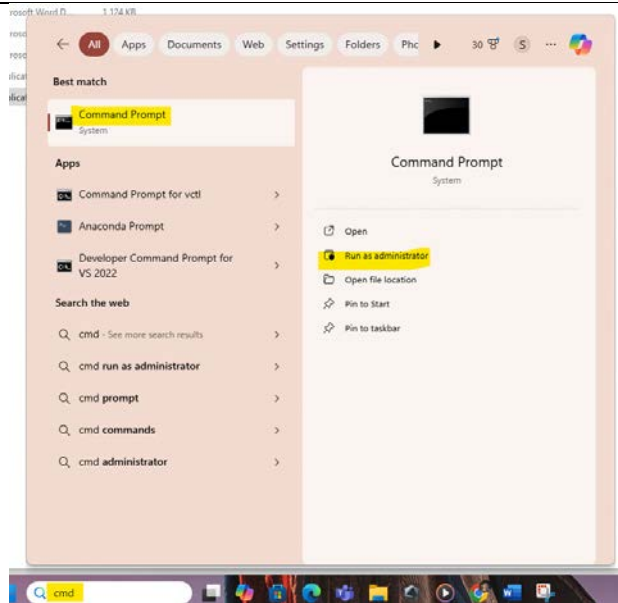 rosoft Word D... 1,124 KB
All Apps Documents Web Settings Folders Pho 30 S ...
Best match
Command Prompt
System
Apps
Command Prompt for vctl
Anaconda Prompt
Developer Command Prompt for
VS 2022
Search the web
cmd - See more search results
cmd run as administrator
cmd prompt
cmd commands
cmd administrator
Command Prompt
System
Open
Run as administrator
Open file location
Pin to Start
Pin to taskbar
cmd